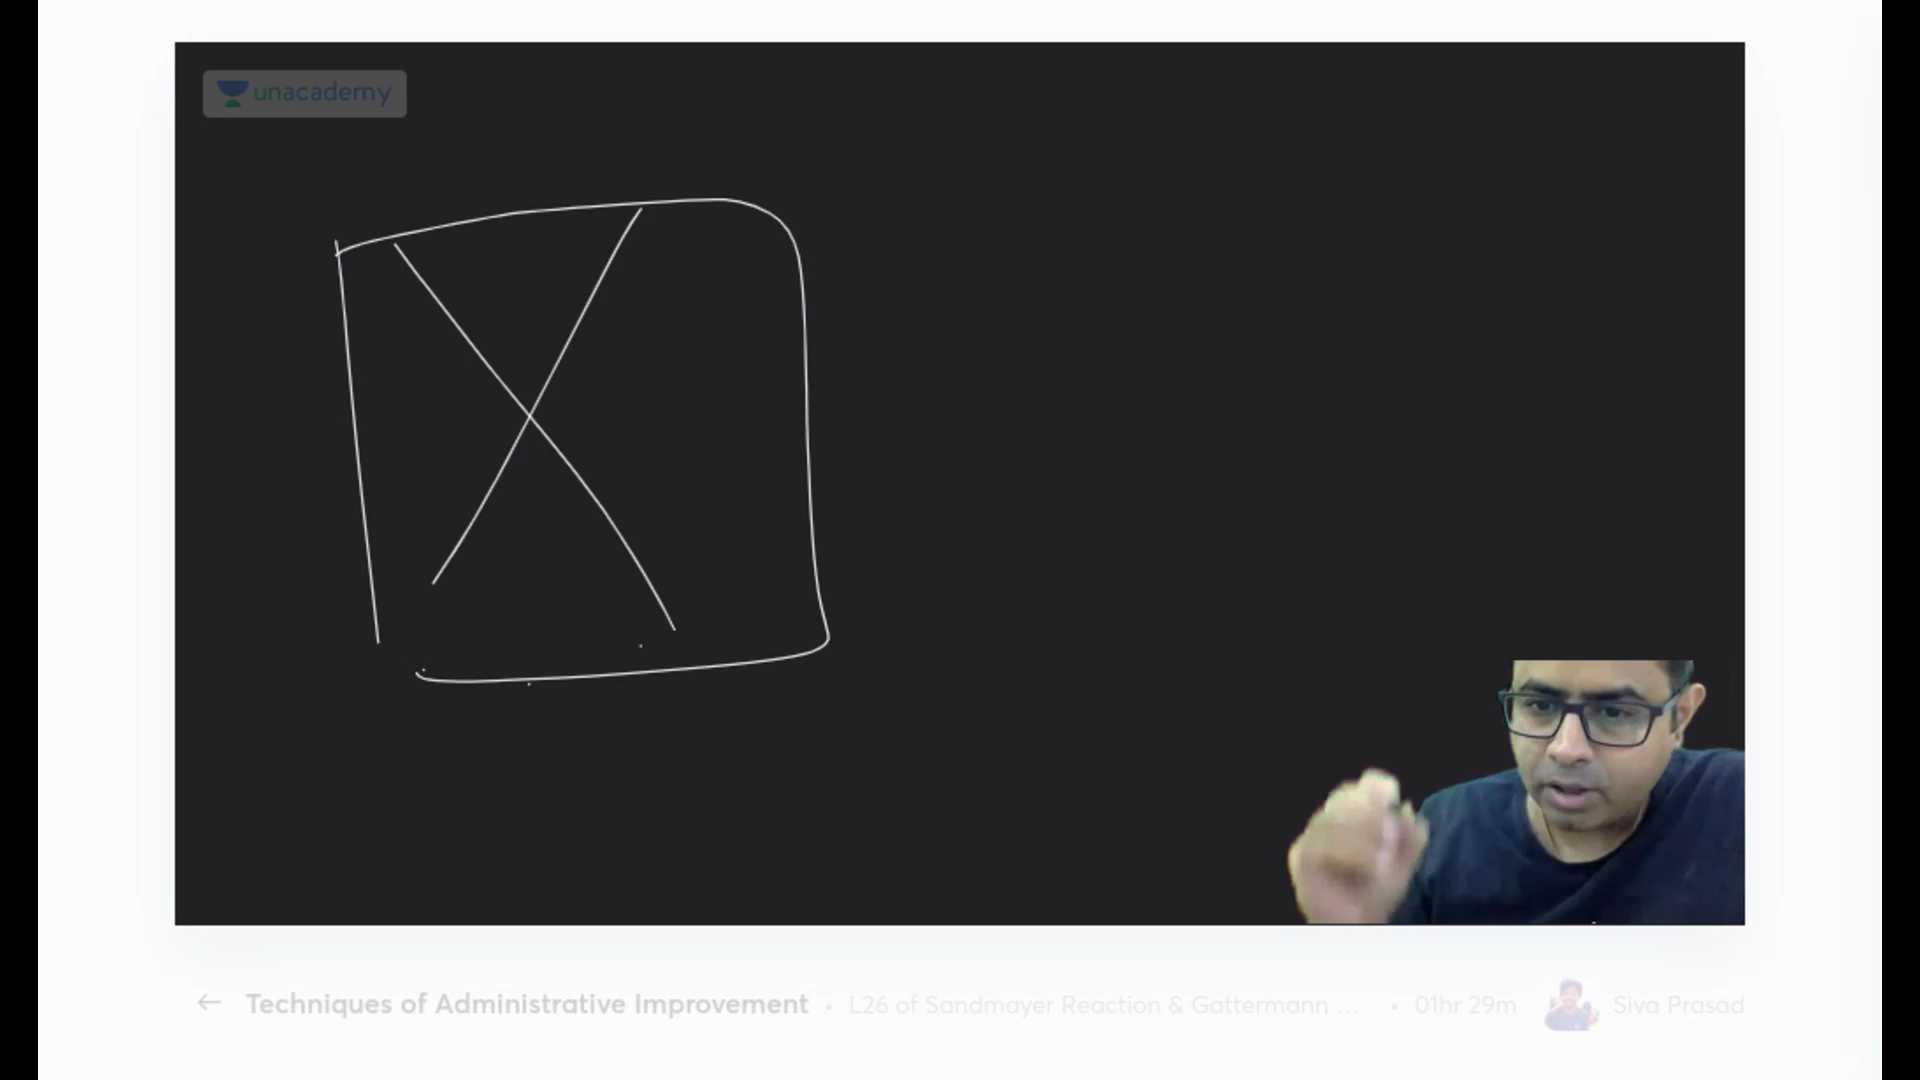 unacademy
← Techniques of Administrative Improvement • L26 of Sandmayer Reaction & Gattermann ... • 01hr 29m Siva Prasad